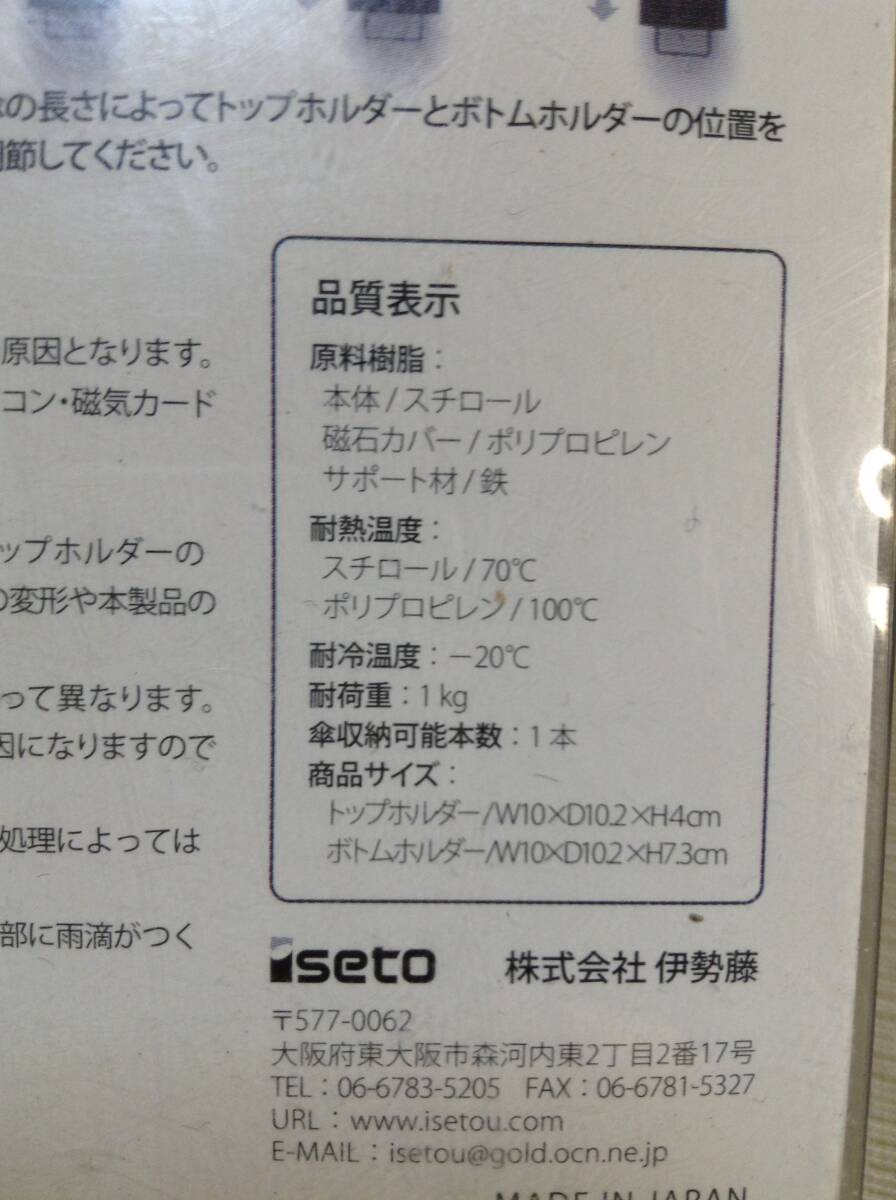 の長さによってトップホルダーとボトムホルダーの位置を
節してください。
原因となります。
コン・磁気カード
ップホルダーの
の変形や本製品の
って異なります。
因になりますので
処理によっては
部に雨滴がつく
品質表示
原料樹脂：
本体/スチロール
磁石カバー/ポリプロピレン
サポート材/鉄
耐熱温度：
スチロール/70℃
ポリプロピレン/100℃
耐冷温度：－20℃
耐荷重：1kg
傘収納可能本数：1本
商品サイズ：
トップホルダー/W10×D10.2×H4cm
ボトムホルダー/W10×D10.2×H7.3cm
iseto 株式会社 伊勢藤
〒577-0062
大阪府東大阪市森河内東2丁目2番17号
TEL：06-6783-5205 FAX：06-6781-5327
URL：www.isetou.com
E-MAIL：isetou@gold.ocn.ne.jp
MADE IN JAPAN